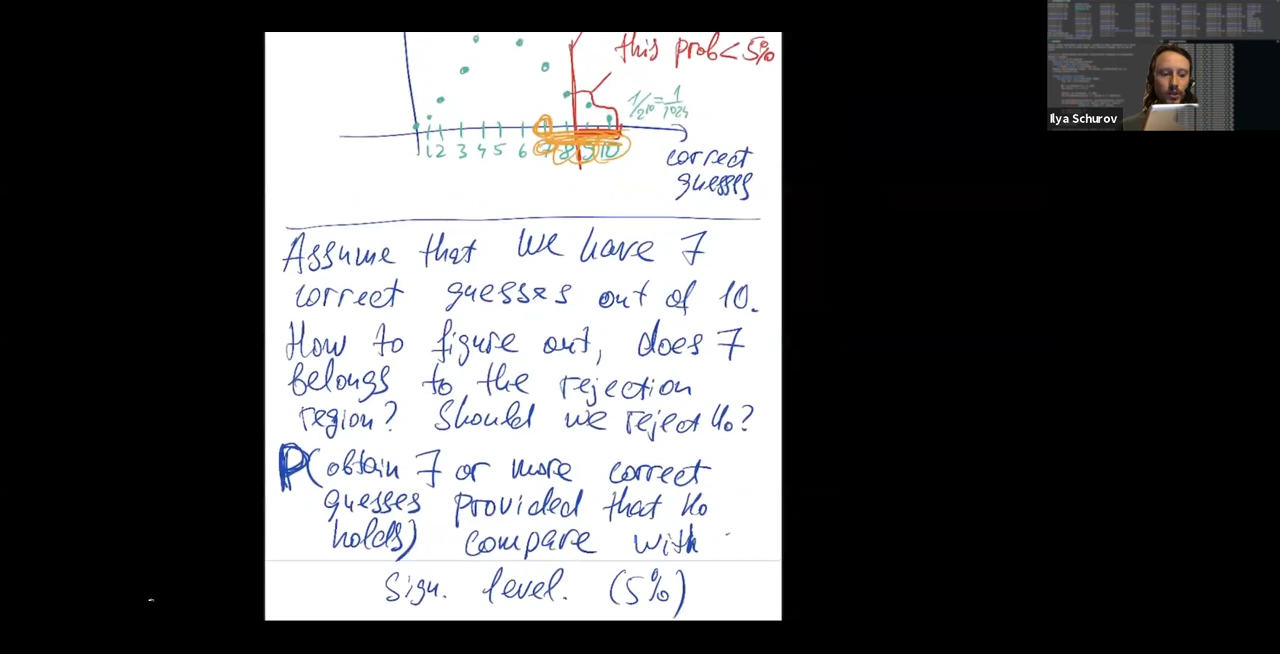 this prob < 5%
1/2^10 = 1/1024
1 2 3 4 5 6 7 8 9 10
correct
guesses
Assume that we have 7
correct guesses out of 10.
How to figure out, does 7
belongs to the rejection
region? Should we reject H₀?
P(obtain 7 or more correct
guesses provided that H₀
holds) compare with
sign. level. (5%)
Ilya Schurov